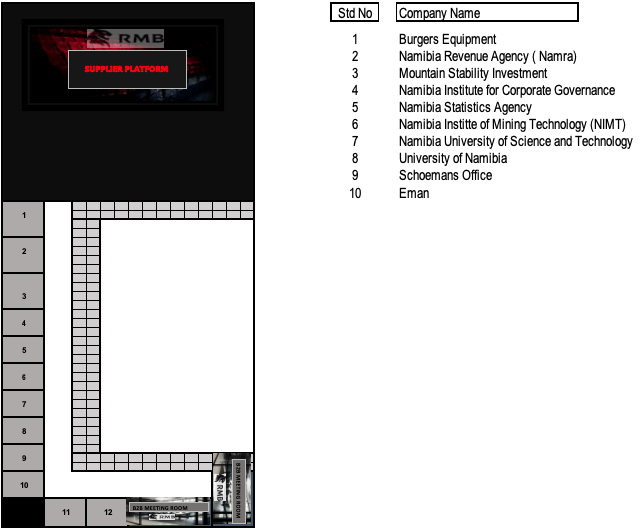 RMB
SUPPLIER PLATFORM
Std No Company Name
1 Burgers Equipment
2 Namibia Revenue Agency ( Namra)
3 Mountain Stability Investment
4 Namibia Institute for Corporate Governance
5 Namibia Statistics Agency
6 Namibia Institte of Mining Technology (NIMT)
7 Namibia University of Science and Technology
8 University of Namibia
9 Schoemans Office
10 Eman
1
2
3
4
5
6
7
8
9
10
11
12
B2B MEETING ROOM
RMB
B2B MEETING ROOM
RMB